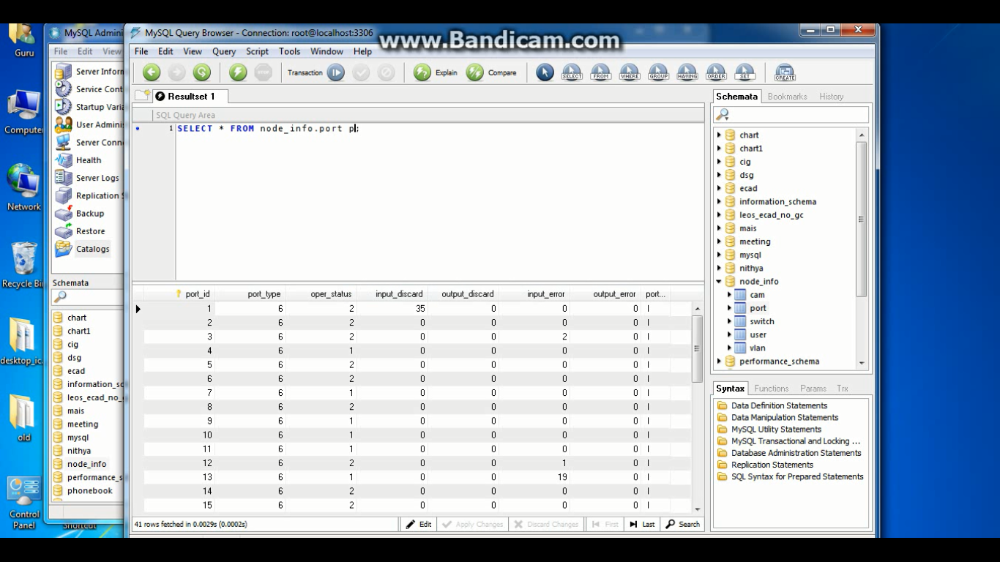 www.Bandicam.com
Guru
Computer
Network
Recycle Bin
desktop_ic...
old
Control
Panel
Shortcut
MySQL Admini
File Edit View
Server Inform
Service Cont
Startup Varia
User Adminis
Server Conn
Health
Server Logs
Replication S
Backup
Restore
Catalogs
Schemata
chart
chart1
cig
dsg
ecad
information_sc
leos_ecad_no_
mais
meeting
mysql
nithya
node_info
performance_s
phonebook
MySQL Query Browser - Connection: root@localhost:3306
File Edit View Query Script Tools Window Help
STOP Transaction Explain Compare SELECT FROM WHERE GROUP HAVING ORDER SET CREATE
Resultset 1
SQL Query Area
1 SELECT * FROM node_info.port p;
port_id port_type oper_status input_discard output_discard input_error output_error port...
1 6 2 35 0 0 0 I
2 6 2 0 0 0 0 I
3 6 2 0 0 2 0 I
4 6 1 0 0 0 0 I
5 6 2 0 0 0 0 I
6 6 2 0 0 0 0 I
7 6 1 0 0 0 0 I
8 6 2 0 0 0 0 I
9 6 1 0 0 0 0 I
10 6 1 0 0 0 0 I
11 6 1 0 0 0 0 I
12 6 2 0 0 1 0 I
13 6 1 0 0 19 0 I
14 6 2 0 0 0 0 I
15 6 2 0 0 0 0 I
41 rows fetched in 0.0029s (0.0002s)
Edit Apply Changes Discard Changes First Last Search
Schemata Bookmarks History
chart
chart1
cig
dsg
ecad
information_schema
leos_ecad_no_gc
mais
meeting
mysql
nithya
node_info
cam
port
switch
user
vlan
performance_schema
Syntax Functions Params Trx
Data Definition Statements
Data Manipulation Statements
MySQL Utility Statements
MySQL Transactional and Locking ...
Database Administration Statements
Replication Statements
SQL Syntax for Prepared Statements